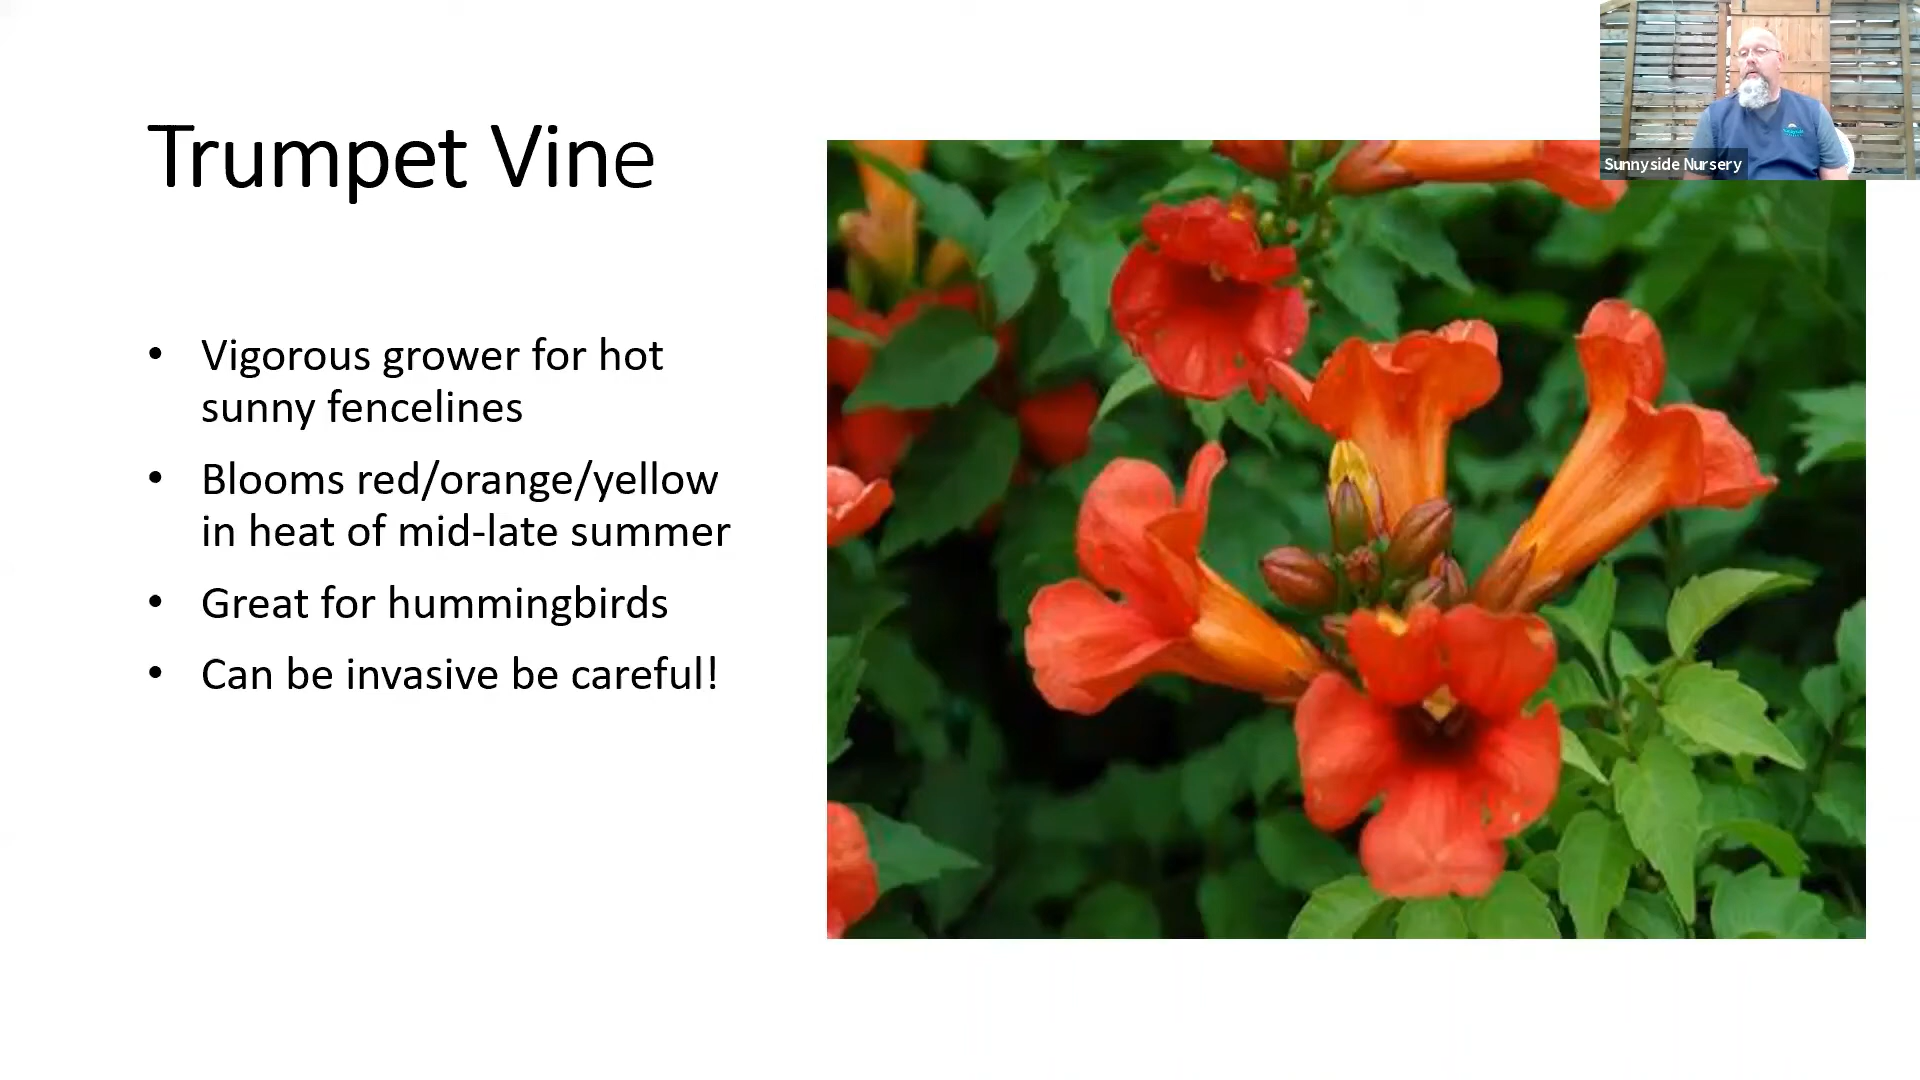 Trumpet Vine
• Vigorous grower for hot
sunny fencelines
• Blooms red/orange/yellow
in heat of mid-late summer
• Great for hummingbirds
• Can be invasive be careful!
Sunnyside Nursery